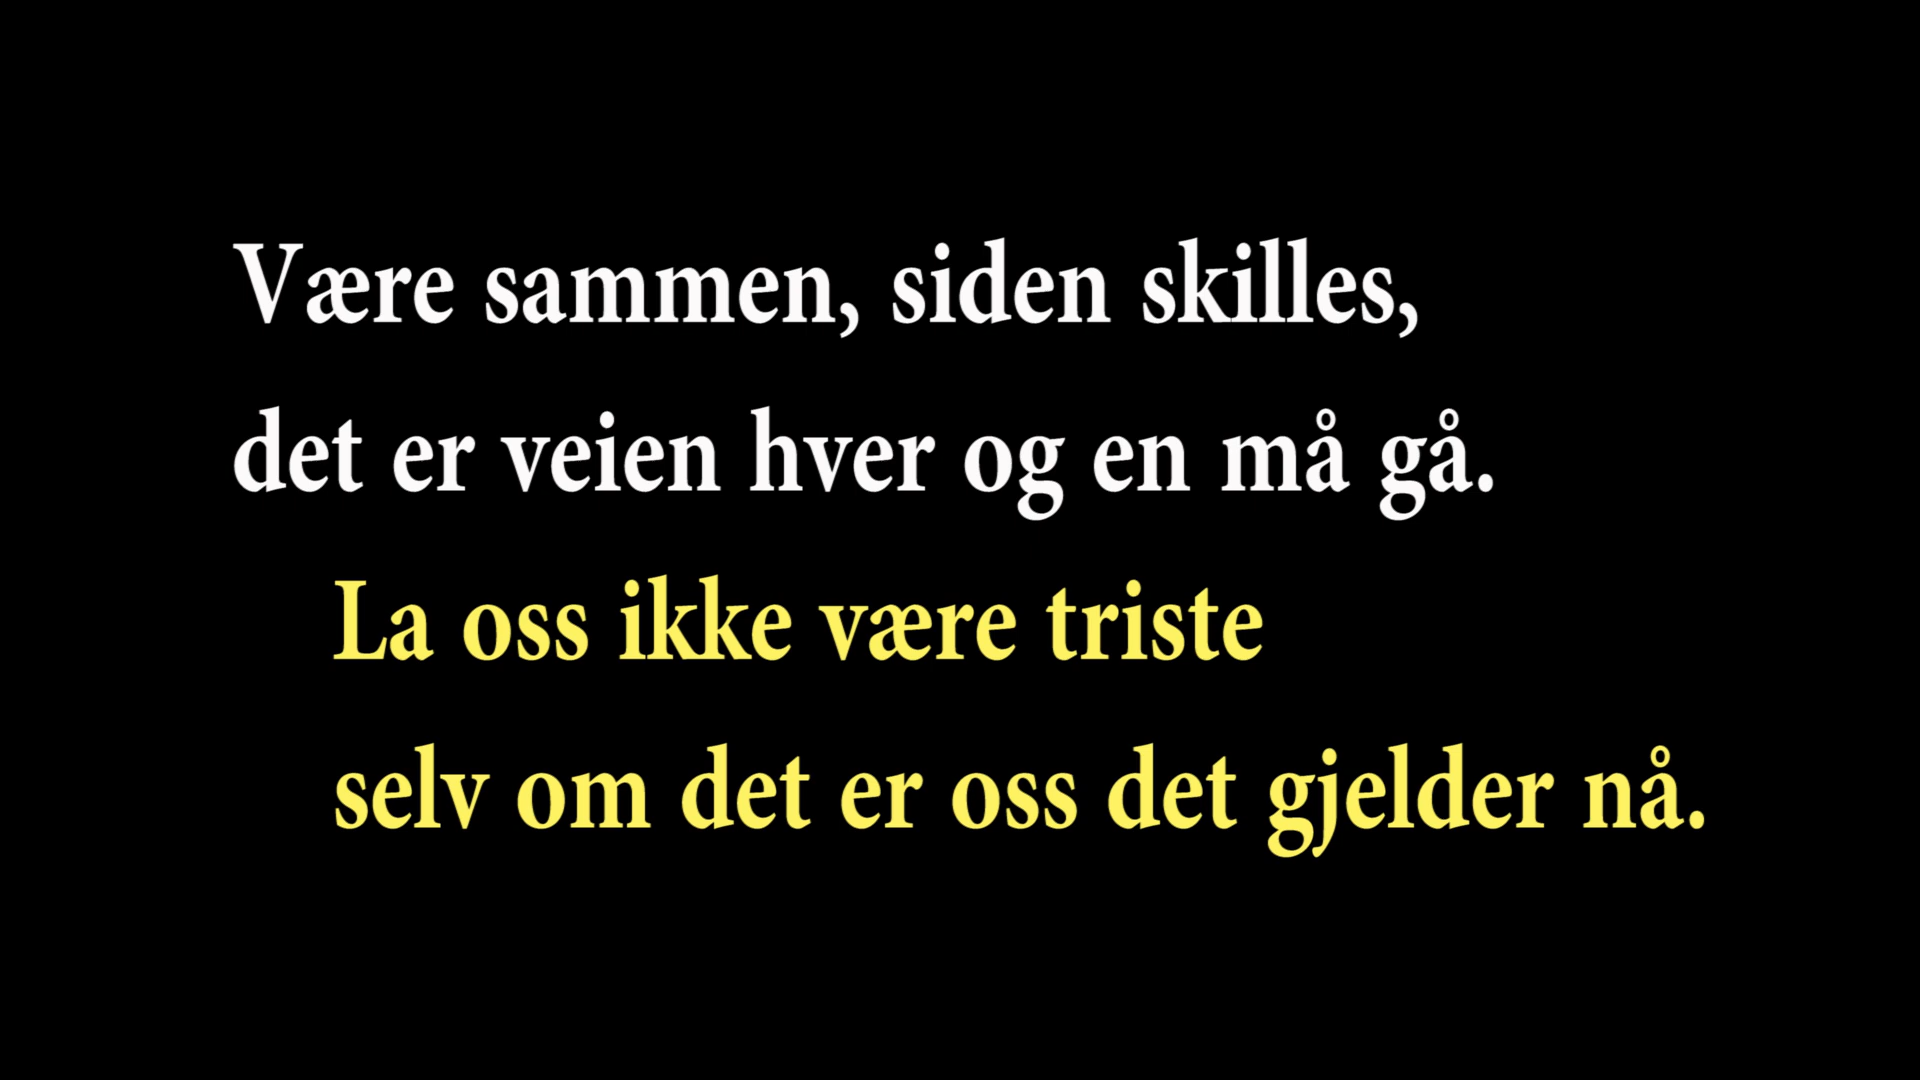 Være sammen, siden skilles,
det er veien hver og en må gå.
La oss ikke være triste
selv om det er oss det gjelder nå.